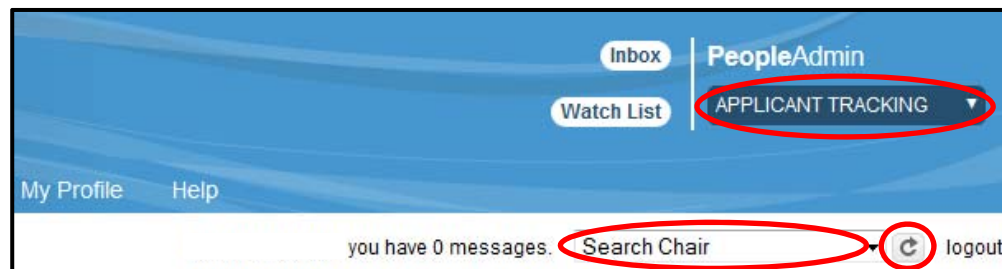 Inbox
PeopleAdmin
Watch List
APPLICANT TRACKING
My Profile Help
you have 0 messages. Search Chair logout